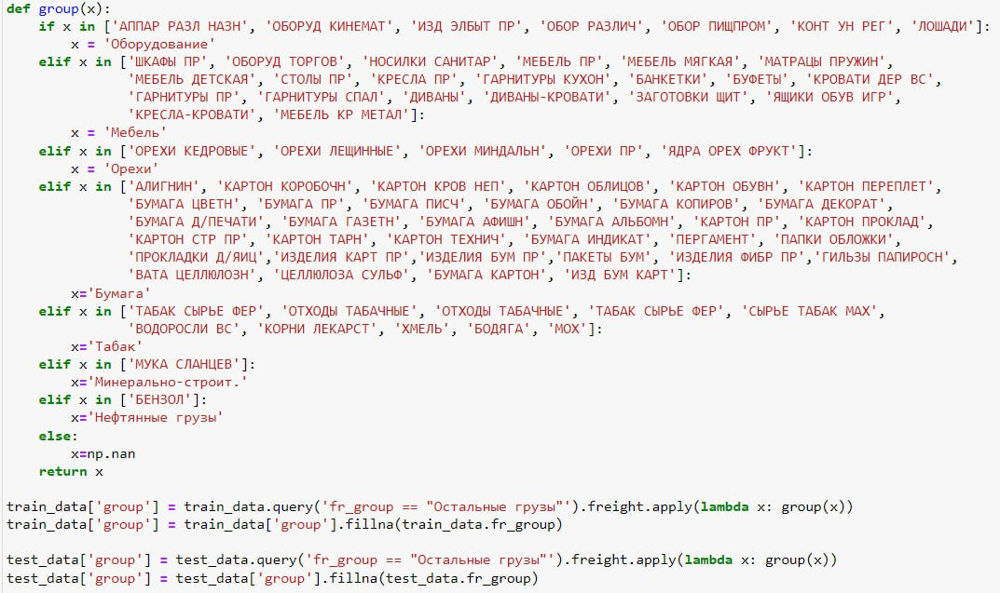 def group(x):
    if x in ['АППАР РАЗЛ НАЗН', 'ОБОРУД КИНЕМАТ', 'ИЗД ЭЛБЫТ ПР', 'ОБОР РАЗЛИЧ', 'ОБОР ПИЩПРОМ', 'КОНТ УН РЕГ', 'ЛОШАДИ']:
        x = 'Оборудование'
    elif x in ['ШКАФЫ ПР', 'ОБОРУД ТОРГОВ', 'НОСИЛКИ САНИТАР', 'МЕБЕЛЬ ПР', 'МЕБЕЛЬ МЯГКАЯ', 'МАТРАЦЫ ПРУЖИН',
               'МЕБЕЛЬ ДЕТСКАЯ', 'СТОЛЫ ПР', 'КРЕСЛА ПР', 'ГАРНИТУРЫ КУХОН', 'БАНКЕТКИ', 'БУФЕТЫ', 'КРОВАТИ ДЕР ВС',
               'ГАРНИТУРЫ ПР', 'ГАРНИТУРЫ СПАЛ', 'ДИВАНЫ', 'ДИВАНЫ-КРОВАТИ', 'ЗАГОТОВКИ ЩИТ', 'ЯЩИКИ ОБУВ ИГР',
               'КРЕСЛА-КРОВАТИ', 'МЕБЕЛЬ КР МЕТАЛ']:
        x = 'Мебель'
    elif x in ['ОРЕХИ КЕДРОВЫЕ', 'ОРЕХИ ЛЕЩИННЫЕ', 'ОРЕХИ МИНДАЛЬН', 'ОРЕХИ ПР', 'ЯДРА ОРЕХ ФРУКТ']:
        x = 'Орехи'
    elif x in ['АЛИГНИН', 'КАРТОН КОРОБОЧН', 'КАРТОН КРОВ НЕП', 'КАРТОН ОБЛИЦОВ', 'КАРТОН ОБУВН', 'КАРТОН ПЕРЕПЛЕТ',
               'БУМАГА ЦВЕТН', 'БУМАГА ПР', 'БУМАГА ПИСЧ', 'БУМАГА ОБОЙН', 'БУМАГА КОПИРОВ', 'БУМАГА ДЕКОРАТ',
               'БУМАГА Д/ПЕЧАТИ', 'БУМАГА ГАЗЕТН', 'БУМАГА АФИШН', 'БУМАГА АЛЬБОМН', 'КАРТОН ПР', 'КАРТОН ПРОКЛАД',
               'КАРТОН СТР ПР', 'КАРТОН ТАРН', 'КАРТОН ТЕХНИЧ', 'БУМАГА ИНДИКАТ', 'ПЕРГАМЕНТ', 'ПАПКИ ОБЛОЖКИ',
               'ПРОКЛАДКИ Д/ЯИЦ','ИЗДЕЛИЯ КАРТ ПР','ИЗДЕЛИЯ БУМ ПР','ПАКЕТЫ БУМ', 'ИЗДЕЛИЯ ФИБР ПР','ГИЛЬЗЫ ПАПИРОСН',
               'ВАТА ЦЕЛЛЮЛОЗН', 'ЦЕЛЛЮЛОЗА СУЛЬФ', 'БУМАГА КАРТОН', 'ИЗД БУМ КАРТ']:
        x='Бумага'
    elif x in ['ТАБАК СЫРЬЕ ФЕР', 'ОТХОДЫ ТАБАЧНЫЕ', 'ОТХОДЫ ТАБАЧНЫЕ', 'ТАБАК СЫРЬЕ ФЕР', 'СЫРЬЕ ТАБАК МАХ',
               'ВОДОРОСЛИ ВС', 'КОРНИ ЛЕКАРСТ', 'ХМЕЛЬ', 'БОДЯГА', 'МОХ']:
        x='Табак'
    elif x in ['МУКА СЛАНЦЕВ']:
        x='Минерально-строит.'
    elif x in ['БЕНЗОЛ']:
        x='Нефтянные грузы'
    else:
        x=np.nan
    return x
train_data['group'] = train_data.query('fr_group == "Остальные грузы"').freight.apply(lambda x: group(x))
train_data['group'] = train_data['group'].fillna(train_data.fr_group)
test_data['group'] = test_data.query('fr_group == "Остальные грузы"').freight.apply(lambda x: group(x))
test_data['group'] = test_data['group'].fillna(test_data.fr_group)